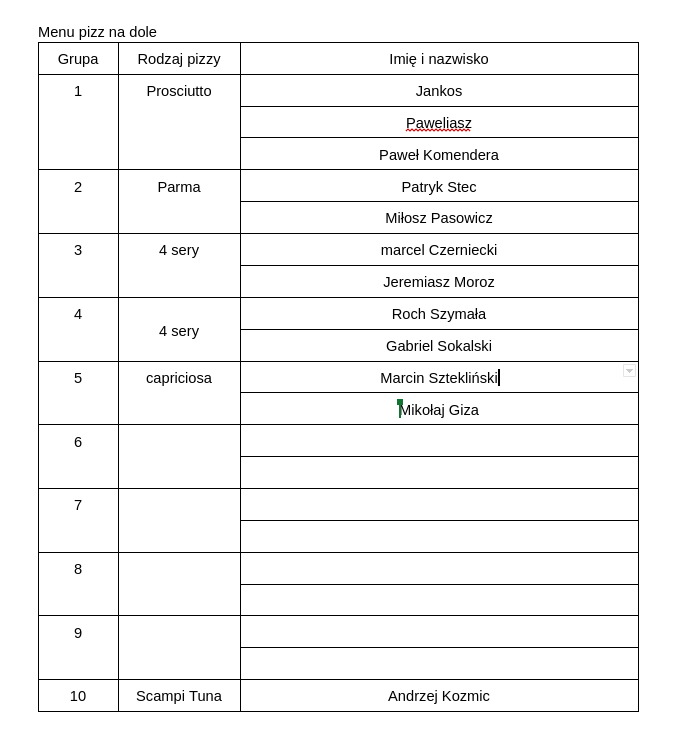 Menu pizz na dole
Grupa Rodzaj pizzy Imię i nazwisko
1 Prosciutto Jankos
Paweliasz
Paweł Komendera
2 Parma Patryk Stec
Miłosz Pasowicz
3 4 sery marcel Czerniecki
Jeremiasz Moroz
4 Roch Szymała
4 sery
Gabriel Sokalski
5 capriciosa Marcin Sztekliński
Mikołaj Giza
6
7
8
9
10 Scampi Tuna Andrzej Kozmic